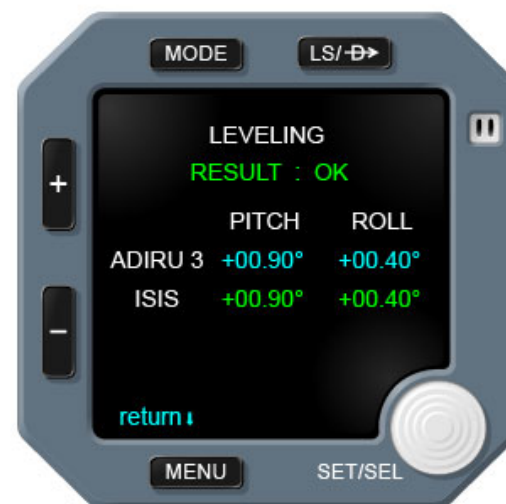 MODE LS/D→
LEVELING
RESULT : OK
+
PITCH ROLL
ADIRU 3 +00.90° +00.40°
ISIS +00.90° +00.40°
−
return↓
MENU SET/SEL